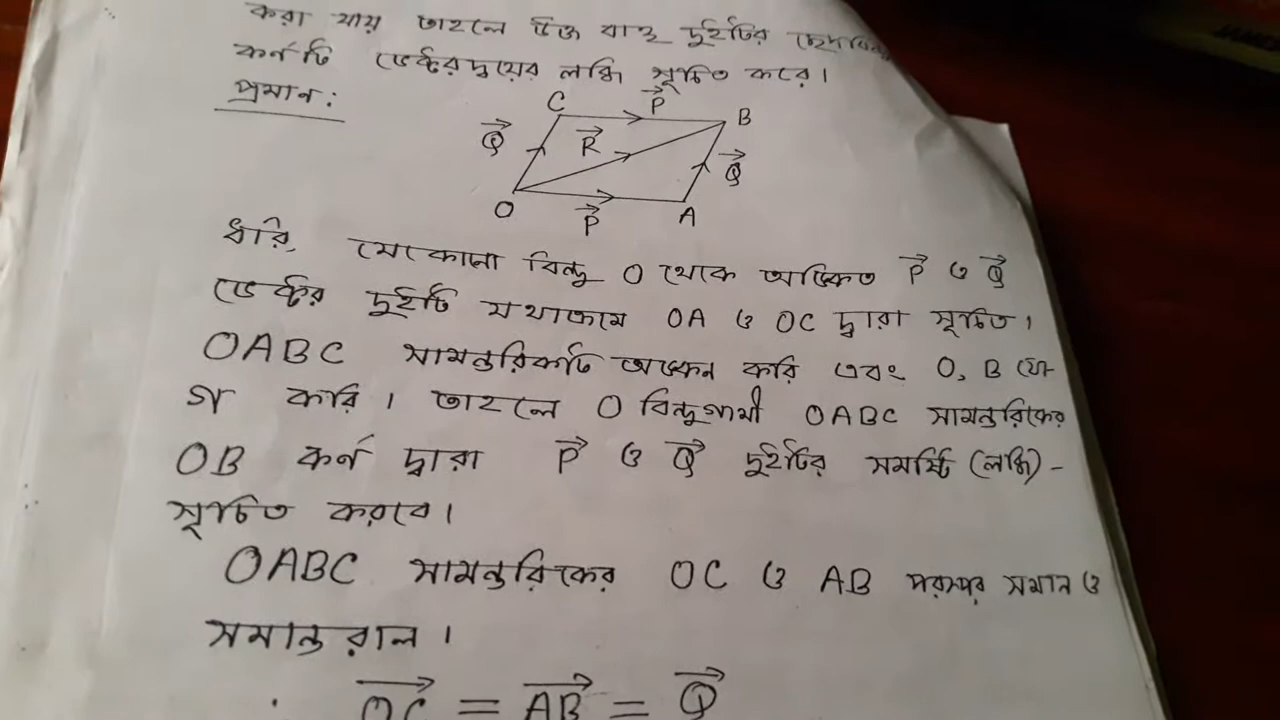 করা যায় তাহলে উক্ত বাহু দুইটির
কর্নটি ভেক্টরদ্বয়ের লব্ধি সূচিত করে।
প্রমান:
C P B
Q R Q
O P A
ধরি, যেকোনো বিন্দু O থেকে অঙ্কিত P ও Q
ভেক্টর দুইটি যথাক্রমে OA ও OC দ্বারা সূচিত।
OABC সামন্তরিকটি অঙ্কন করি এবং O, B যো-
গ করি। তাহলে O বিন্দুগামী OABC সামন্তরিকের
OB কর্ন দ্বারা P ও Q দুইটির সমষ্টি (লব্ধি) -
সূচিত করবে।
OABC সামন্তরিকের OC ও AB পরস্পর সমান ও
সমান্তরাল।
OC = AB = Q